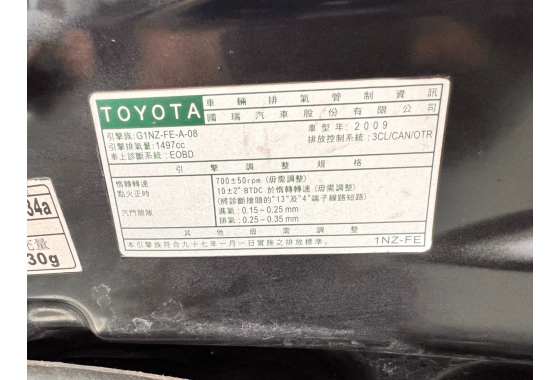 TOYOTA 車輛排氣管制資訊
國瑞汽車股份有限公司
引擎族:G1NZ-FE-A-08 車型年:2009
引擎排氣量:1497cc 排放控制系統:3CL/CAN/OTR
車上診斷系統:EOBD
引擎調整規格
惰轉轉速 700±50rpm (毋需調整)
點火正時 10±2° BTDC 於惰轉轉速 (毋需調整)
(將診斷接頭的"13"及"4"端子線路短路)
汽門間隙 進氣:0.15-0.25 mm
排氣:0.25-0.35 mm
其他毋需調整
本引擎族符合九十七年一月一日實施之排放標準. 1NZ-FE
34a
充量
30g